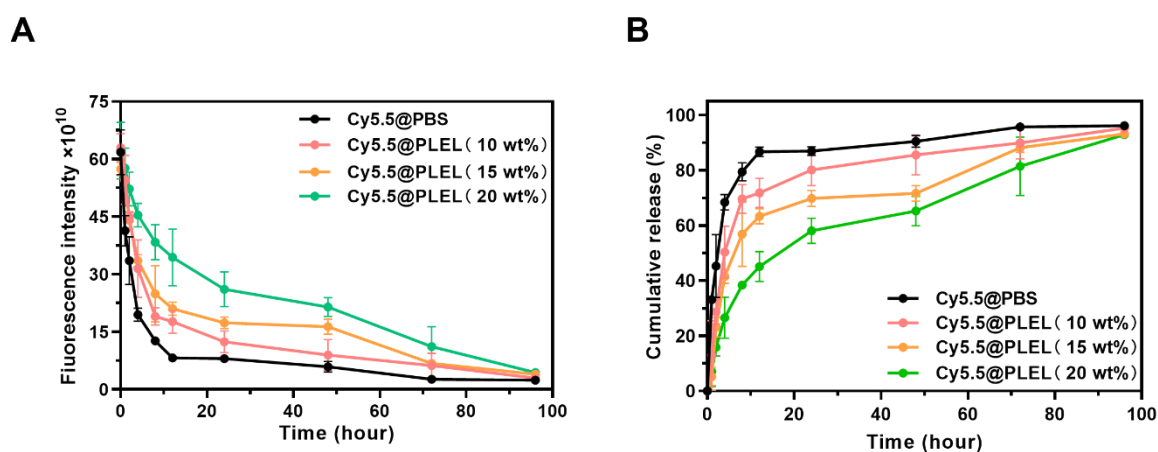 A
Fluorescence intensity ×10¹⁰
75
60
45
30
15
0
0
20
40
60
80
100
Time (hour)
Cy5.5@PBS
Cy5.5@PLEL( 10 wt%)
Cy5.5@PLEL( 15 wt%)
Cy5.5@PLEL( 20 wt%)
B
Cumulative release (%)
100
80
60
40
20
0
0
20
40
60
80
100
Time (hour)
Cy5.5@PBS
Cy5.5@PLEL( 10 wt%)
Cy5.5@PLEL( 15 wt%)
Cy5.5@PLEL( 20 wt%)